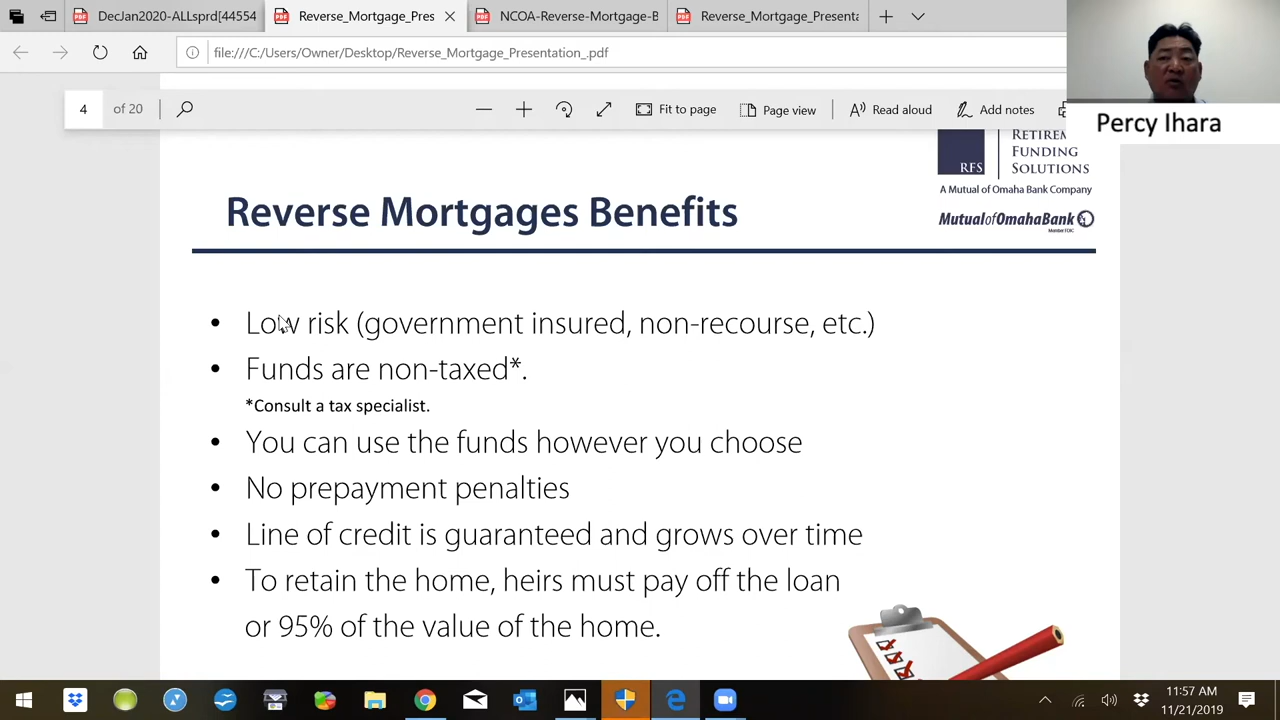 DecJan2020-ALLsprd[44554
Reverse_Mortgage_Pres
NCOA-Reverse-Mortgage-B
Reverse_Mortgage_Presenta
file:///C:/Users/Owner/Desktop/Reverse_Mortgage_Presentation_.pdf
4 of 20
Fit to page
Page view
Read aloud
Add notes
Percy Ihara
RETIREM
FUNDING
SOLUTIONS
RFS
A Mutual of Omaha Bank Company
MutualofOmahaBank
Member FDIC
Reverse Mortgages Benefits
• Low risk (government insured, non-recourse, etc.)
• Funds are non-taxed*.
*Consult a tax specialist.
• You can use the funds however you choose
• No prepayment penalties
• Line of credit is guaranteed and grows over time
• To retain the home, heirs must pay off the loan
or 95% of the value of the home.
11:57 AM
11/21/2019